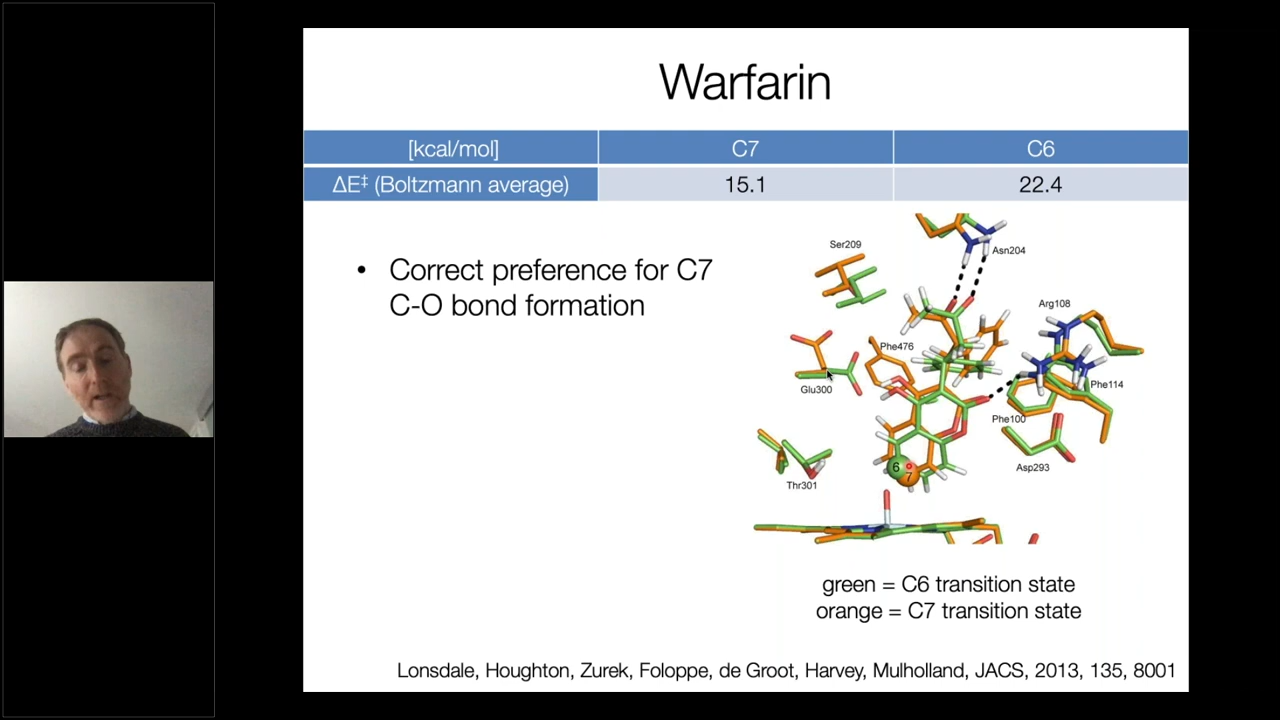 Warfarin
[kcal/mol] C7 C6
ΔE‡ (Boltzmann average) 15.1 22.4
• Correct preference for C7
C-O bond formation
Ser209
Asn204
Arg108
Phe476
Glu300
Phe114
Phe100
Asp293
Thr301
6
7
green = C6 transition state
orange = C7 transition state
Lonsdale, Houghton, Zurek, Foloppe, de Groot, Harvey, Mulholland, JACS, 2013, 135, 8001